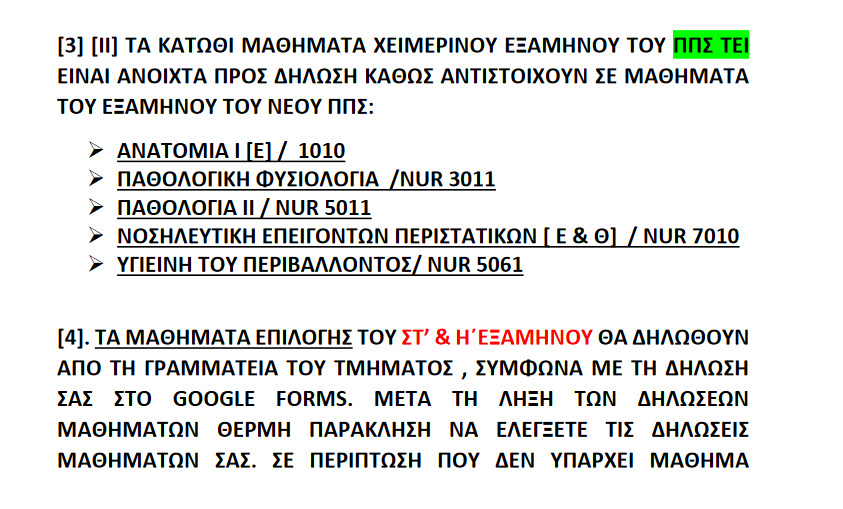 [3] [II] ΤΑ ΚΑΤΩΘΙ ΜΑΘΗΜΑΤΑ ΧΕΙΜΕΡΙΝΟΥ ΕΞΑΜΗΝΟΥ ΤΟΥ ΠΠΣ ΤΕΙ
ΕΙΝΑΙ ΑΝΟΙΧΤΑ ΠΡΟΣ ΔΗΛΩΣΗ ΚΑΘΩΣ ΑΝΤΙΣΤΟΙΧΟΥΝ ΣΕ ΜΑΘΗΜΑΤΑ
ΤΟΥ ΕΞΑΜΗΝΟΥ ΤΟΥ ΝΕΟΥ ΠΠΣ:
➢ ΑΝΑΤΟΜΙΑ Ι [Ε] / 1010
➢ ΠΑΘΟΛΟΓΙΚΗ ΦΥΣΙΟΛΟΓΙΑ /NUR 3011
➢ ΠΑΘΟΛΟΓΙΑ ΙΙ / NUR 5011
➢ ΝΟΣΗΛΕΥΤΙΚΗ ΕΠΕΙΓΟΝΤΩΝ ΠΕΡΙΣΤΑΤΙΚΩΝ [ Ε & Θ] / NUR 7010
➢ ΥΓΙΕΙΝΗ ΤΟΥ ΠΕΡΙΒΑΛΛΟΝΤΟΣ/ NUR 5061
[4]. ΤΑ ΜΑΘΗΜΑΤΑ ΕΠΙΛΟΓΗΣ ΤΟΥ ΣΤ’ & Η΄ΕΞΑΜΗΝΟΥ ΘΑ ΔΗΛΩΘΟΥΝ
ΑΠΟ ΤΗ ΓΡΑΜΜΑΤΕΙΑ ΤΟΥ ΤΜΗΜΑΤΟΣ , ΣΥΜΦΩΝΑ ΜΕ ΤΗ ΔΗΛΩΣΗ
ΣΑΣ ΣΤΟ GOOGLE FORMS. ΜΕΤΑ ΤΗ ΛΗΞΗ ΤΩΝ ΔΗΛΩΣΕΩΝ
ΜΑΘΗΜΑΤΩΝ ΘΕΡΜΗ ΠΑΡΑΚΛΗΣΗ ΝΑ ΕΛΕΓΞΕΤΕ ΤΙΣ ΔΗΛΩΣΕΙΣ
ΜΑΘΗΜΑΤΩΝ ΣΑΣ. ΣΕ ΠΕΡΙΠΤΩΣΗ ΠΟΥ ΔΕΝ ΥΠΑΡΧΕΙ ΜΑΘΗΜΑ